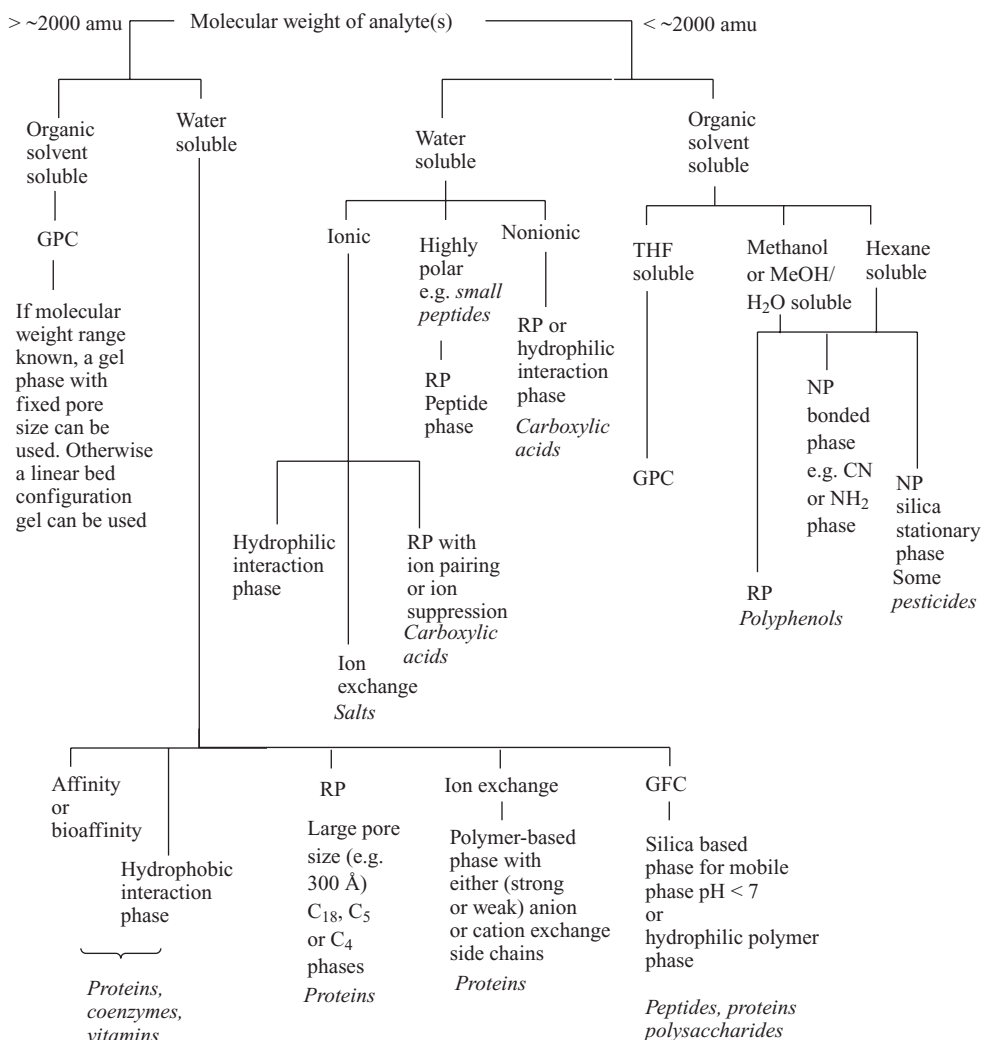 > ~2000 amu
Molecular weight of analyte(s)
< ~2000 amu
Organic
solvent
soluble
Water
soluble
Water
soluble
Organic
solvent
soluble
GPC
If molecular
weight range
known, a gel
phase with
fixed pore
size can be
used. Otherwise
a linear bed
configuration
gel can be used
Ionic
Highly
polar
e.g. small
peptides
RP
Peptide
phase
Nonionic
RP or
hydrophilic
interaction
phase
Carboxylic
acids
THF
soluble
GPC
Methanol
or MeOH/
H₂O soluble
Hexane
soluble
RP
Polyphenols
NP
bonded
phase
e.g. CN
or NH₂
phase
NP
silica
stationary
phase
Some
pesticides
Hydrophilic
interaction
phase
Ion
exchange
Salts
RP with
ion pairing
or ion
suppression
Carboxylic
acids
Affinity
or
bioaffinity
Hydrophobic
interaction
phase
Proteins,
coenzymes,
vitamins
RP
Large pore
size (e.g.
300 Å)
C₁₈, C₅
or C₄
phases
Proteins
Ion exchange
Polymer-based
phase with
either (strong
or weak) anion
or cation exchange
side chains
Proteins
GFC
Silica based
phase for mobile
phase pH < 7
or
hydrophilic polymer
phase
Peptides, proteins
polysaccharides